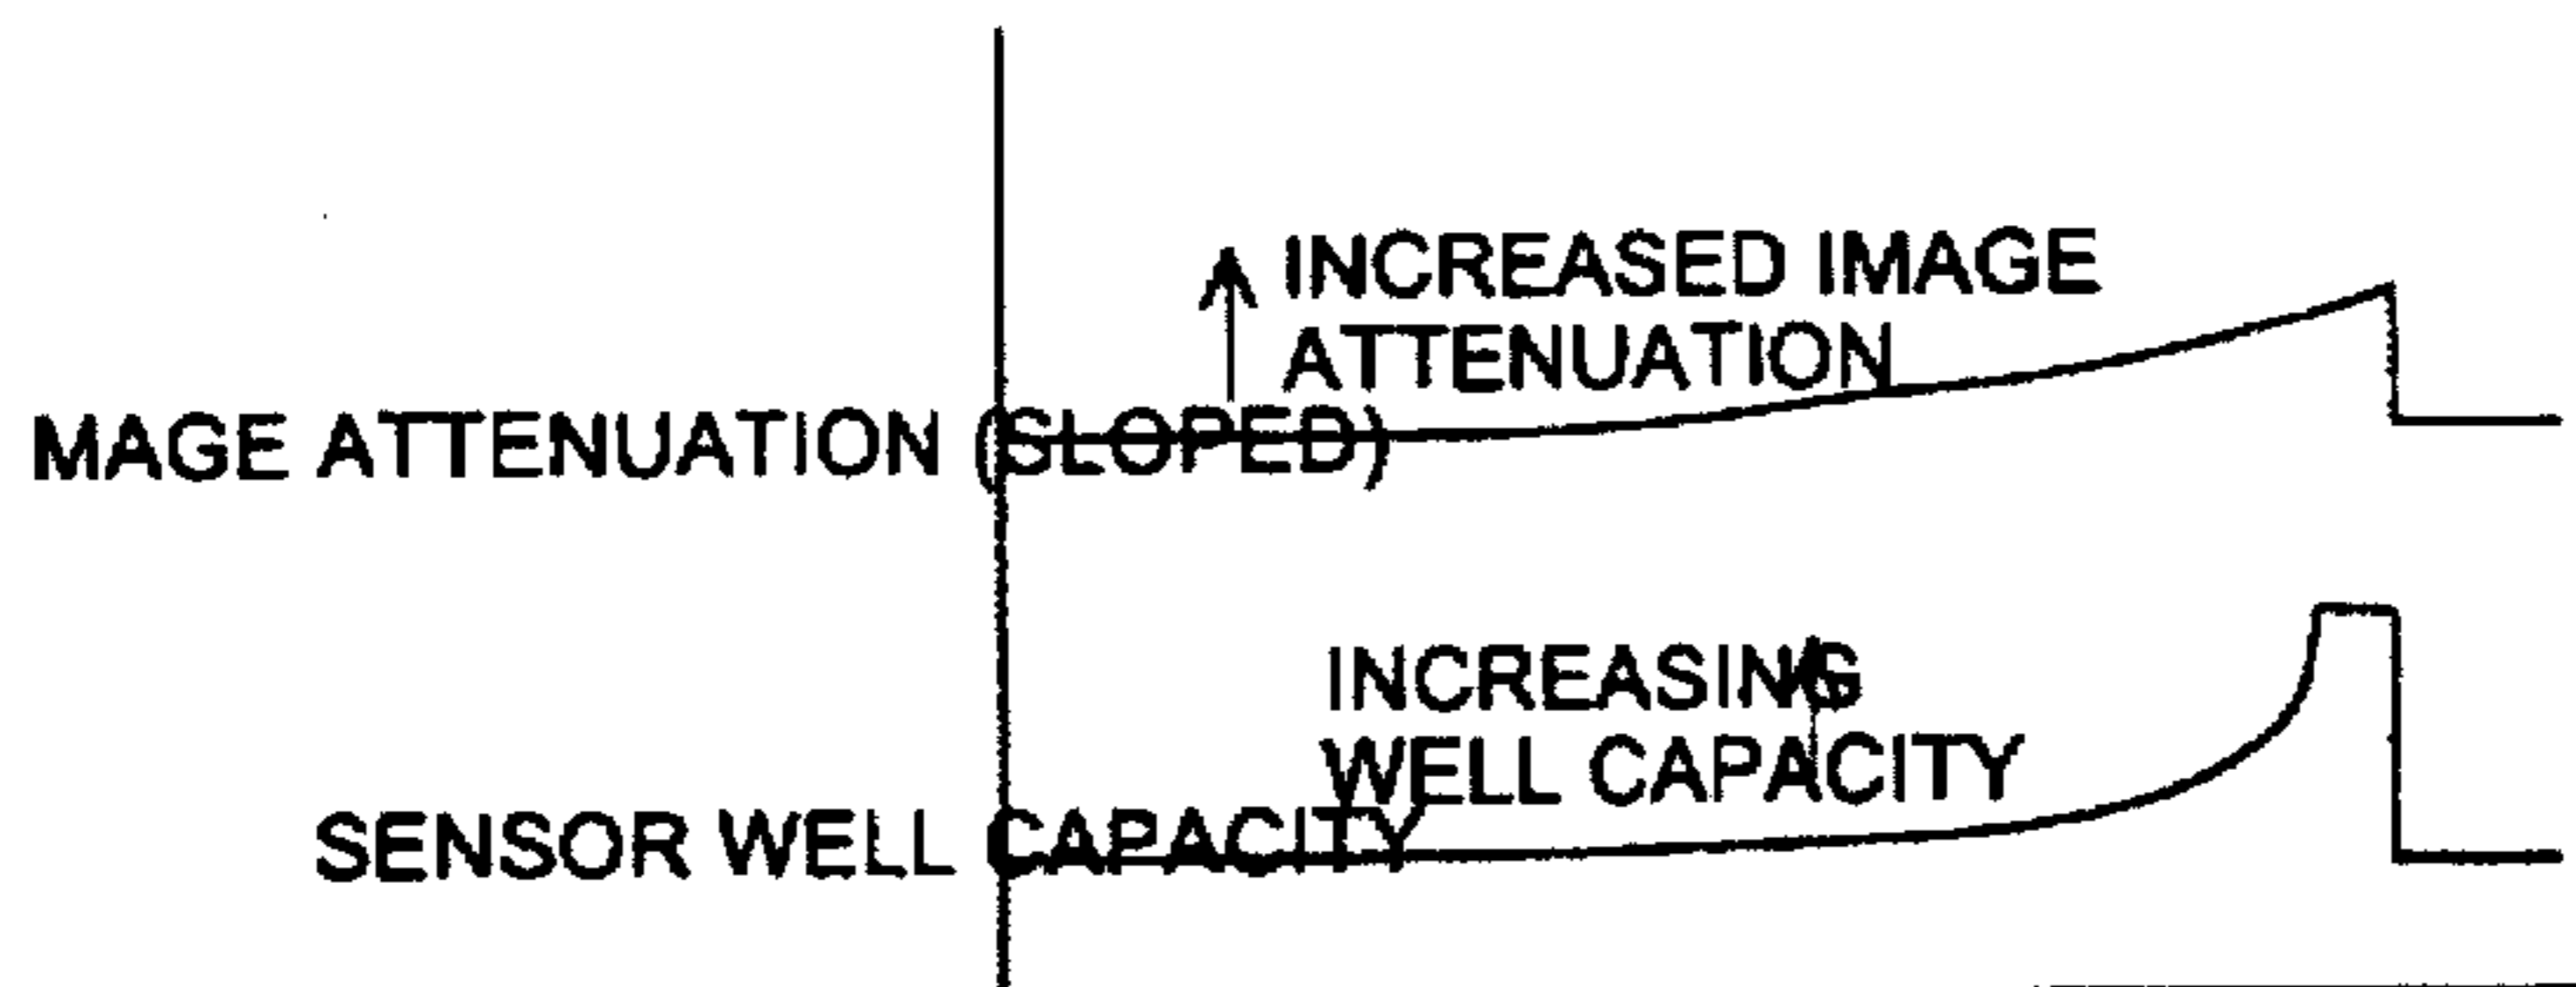 INCREASED IMAGE
ATTENUATION
MAGE ATTENUATION (SLOPED)
INCREASING
WELL CAPACITY
SENSOR WELL CAPACITY